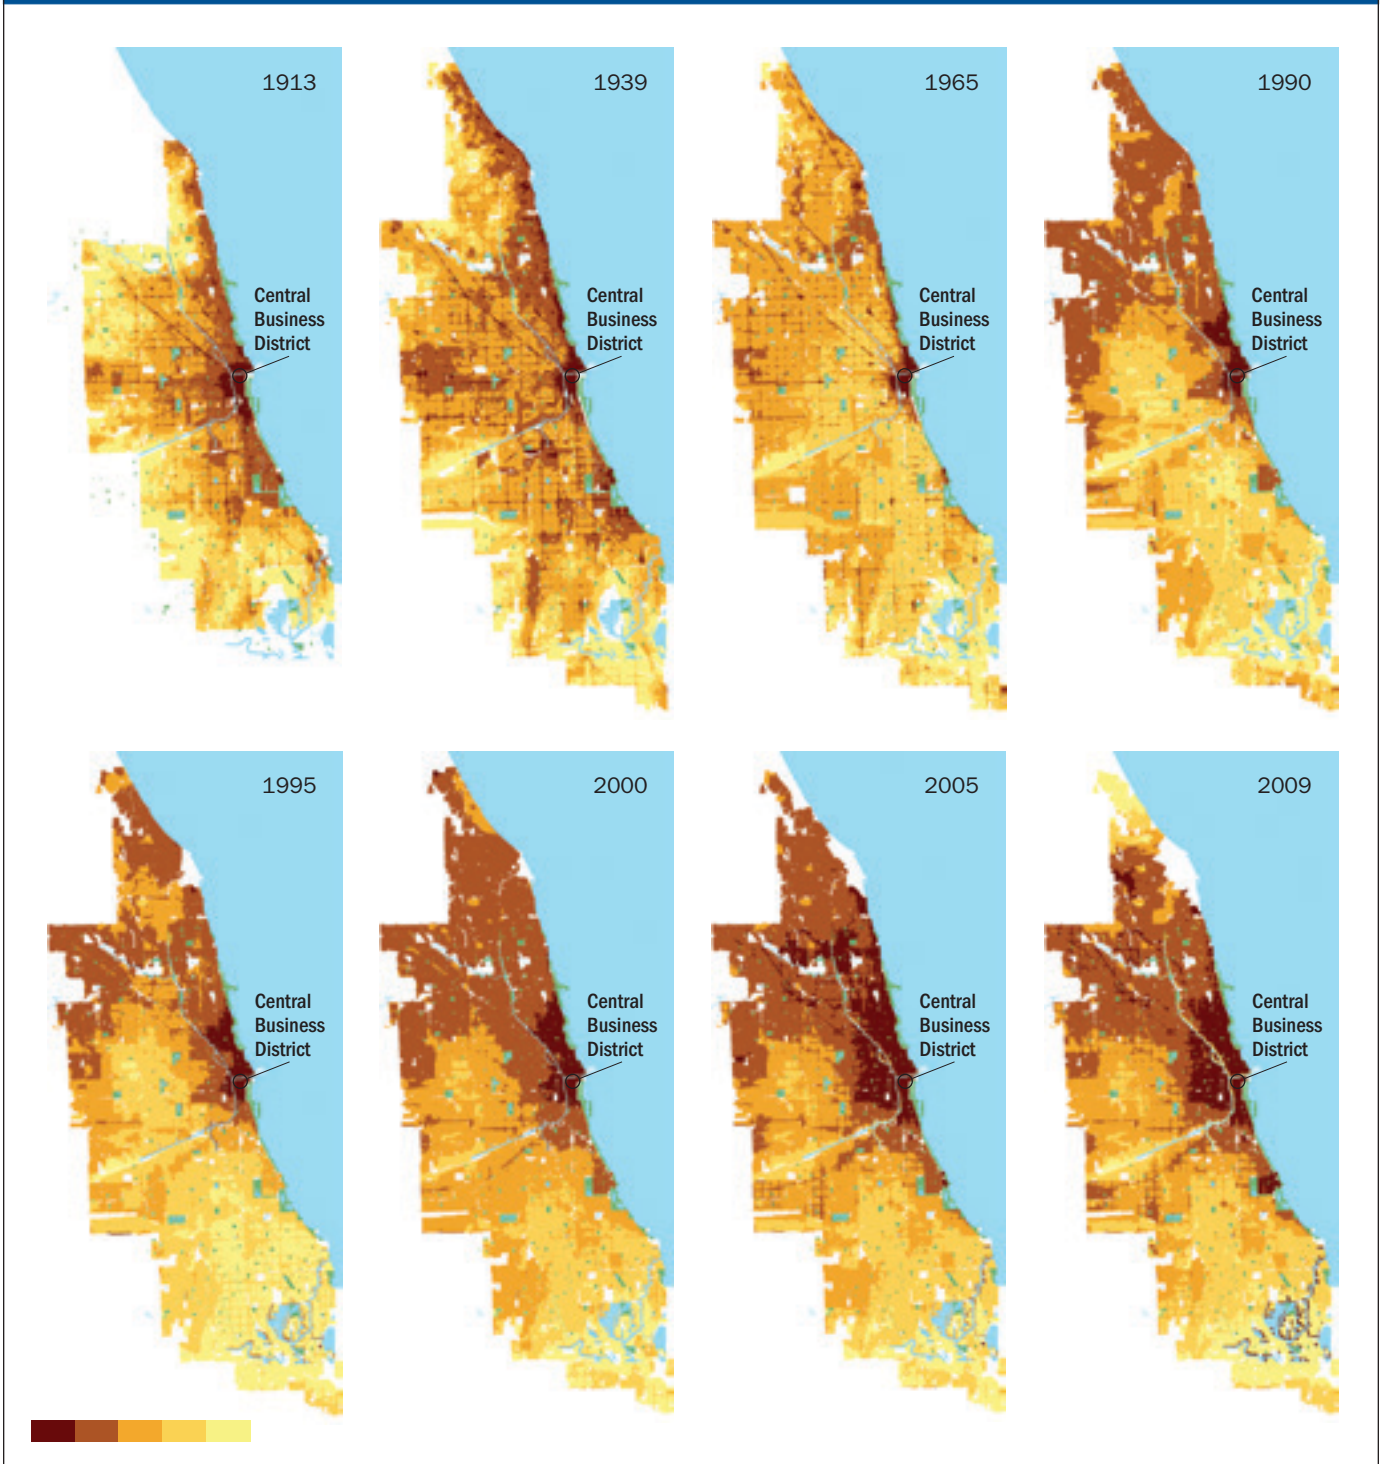 1913
Central
Business
District
1939
Central
Business
District
1965
Central
Business
District
1990
Central
Business
District
1995
Central
Business
District
2000
Central
Business
District
2005
Central
Business
District
2009
Central
Business
District